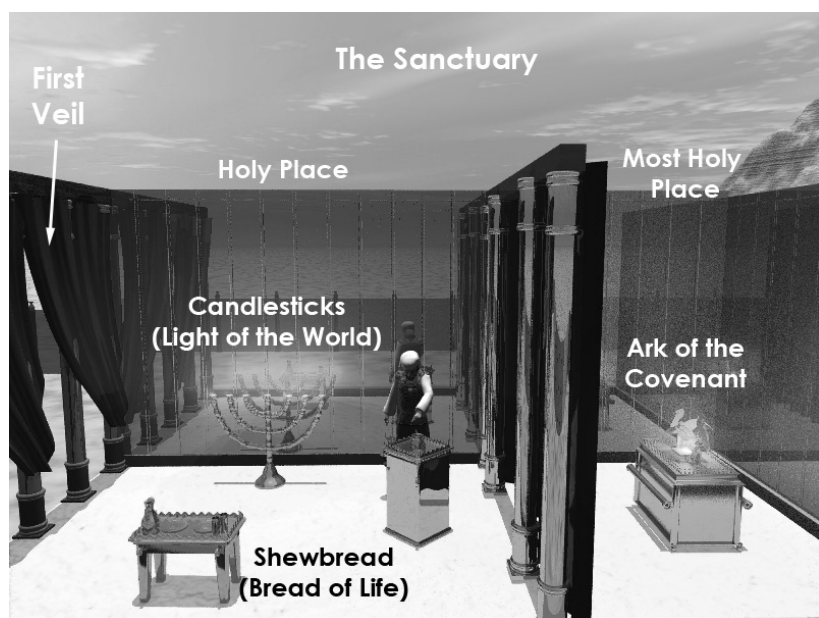 The Sanctuary
First
Veil
Holy Place
Most Holy
Place
Candlesticks
(Light of the World)
Ark of the
Covenant
Shewbread
(Bread of Life)